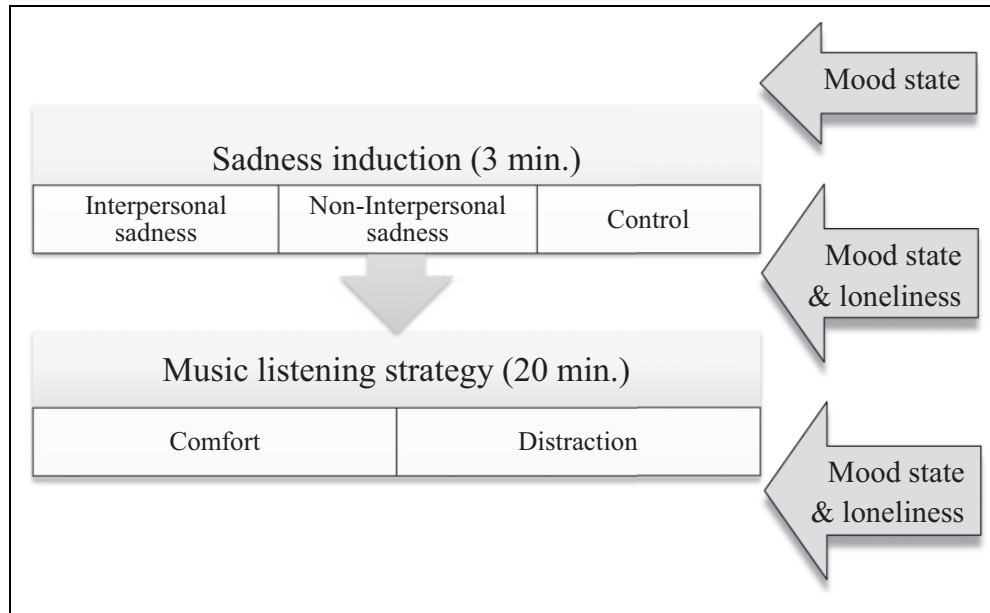 Mood state
Sadness induction (3 min.)
Interpersonal
sadness
Non-Interpersonal
sadness
Control
Mood state
& loneliness
Music listening strategy (20 min.)
Comfort
Distraction
Mood state
& loneliness